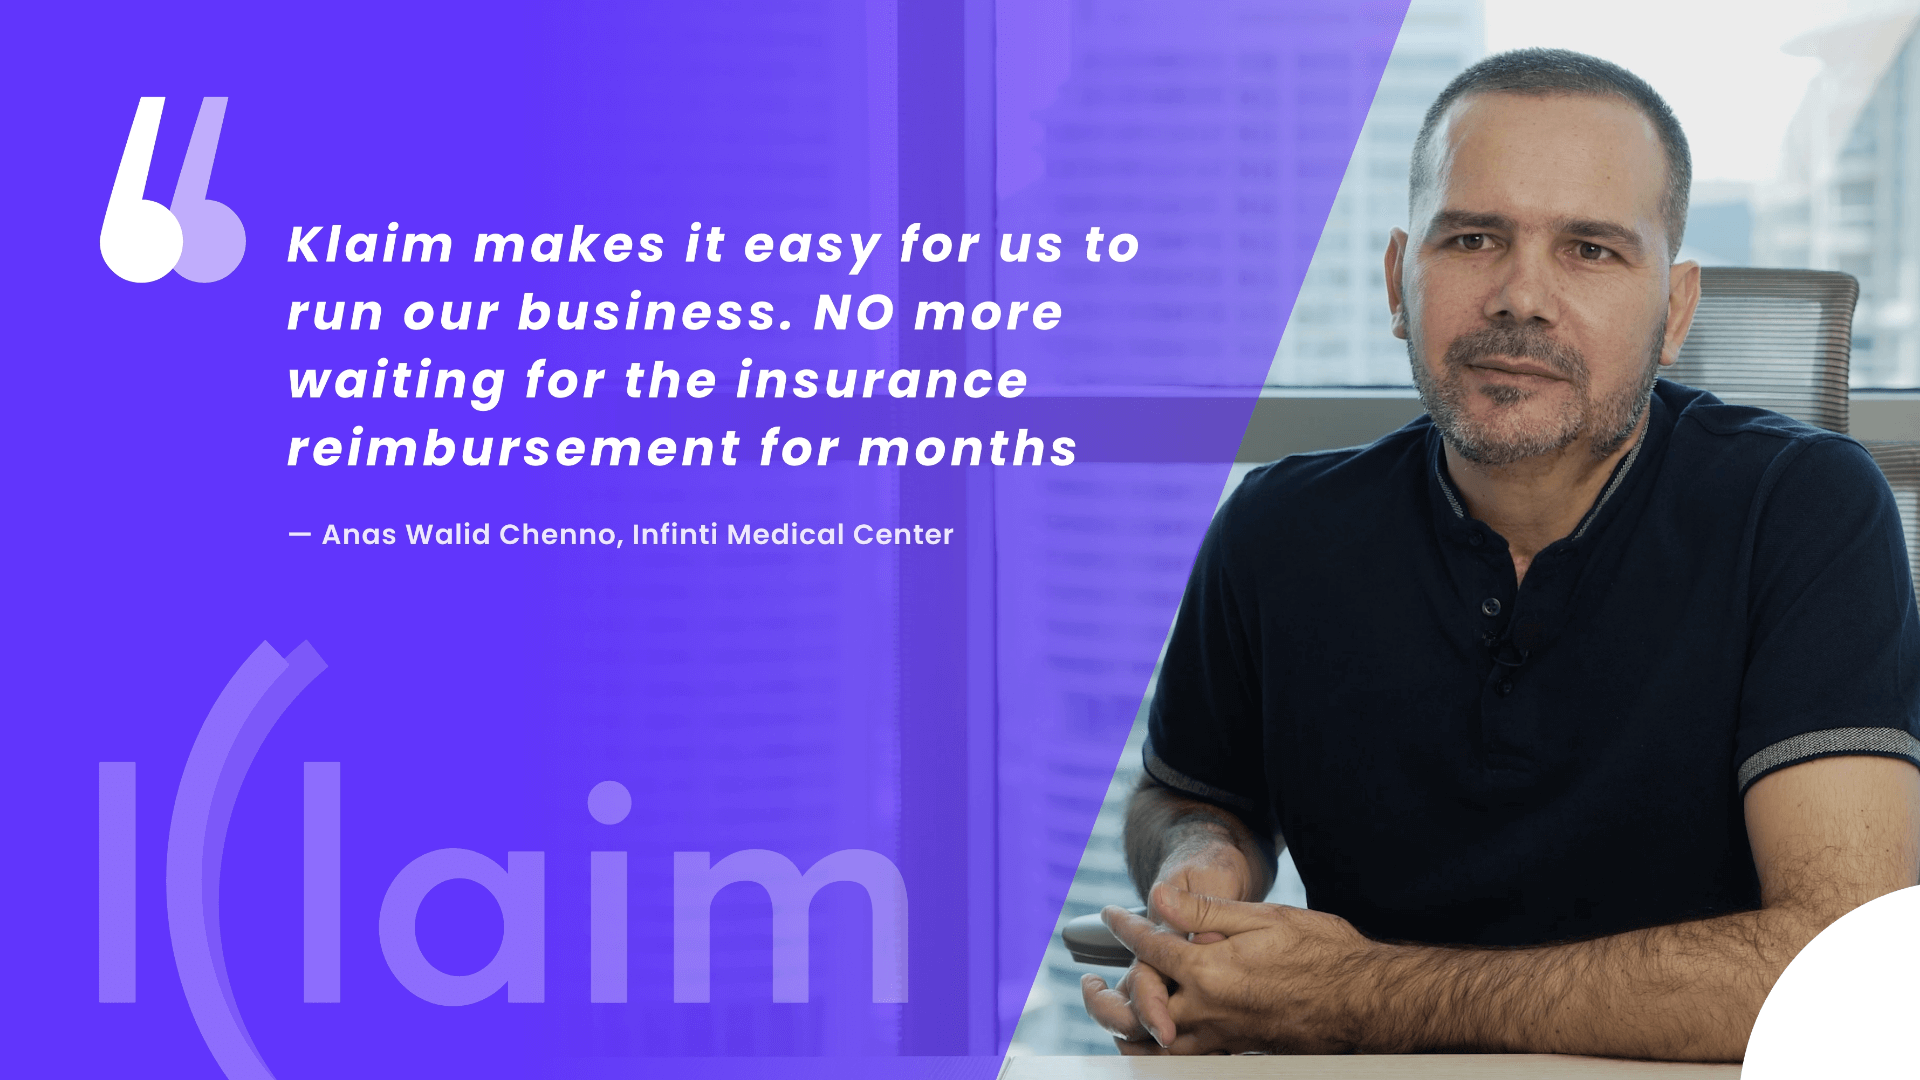 Klaim makes it easy for us to
run our business. NO more
waiting for the insurance
reimbursement for months
— Anas Walid Chenno, Infinti Medical Center
Klaim